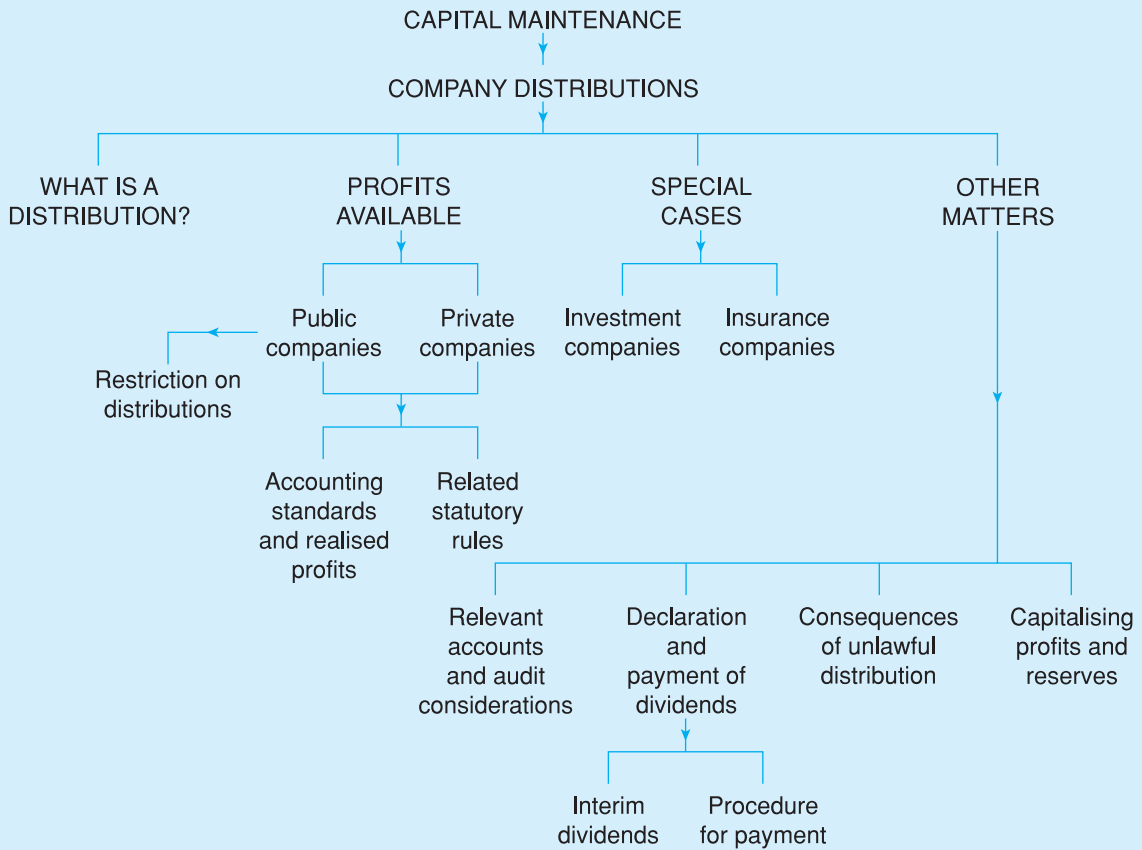 CAPITAL MAINTENANCE
COMPANY DISTRIBUTIONS
WHAT IS A
DISTRIBUTION?
PROFITS
AVAILABLE
SPECIAL
CASES
OTHER
MATTERS
Public
companies
Private
companies
Investment
companies
Insurance
companies
Restriction on
distributions
Accounting
standards
and realised
profits
Related
statutory
rules
Relevant
accounts
and audit
considerations
Declaration
and
payment of
dividends
Consequences
of unlawful
distribution
Capitalising
profits and
reserves
Interim
dividends
Procedure
for payment